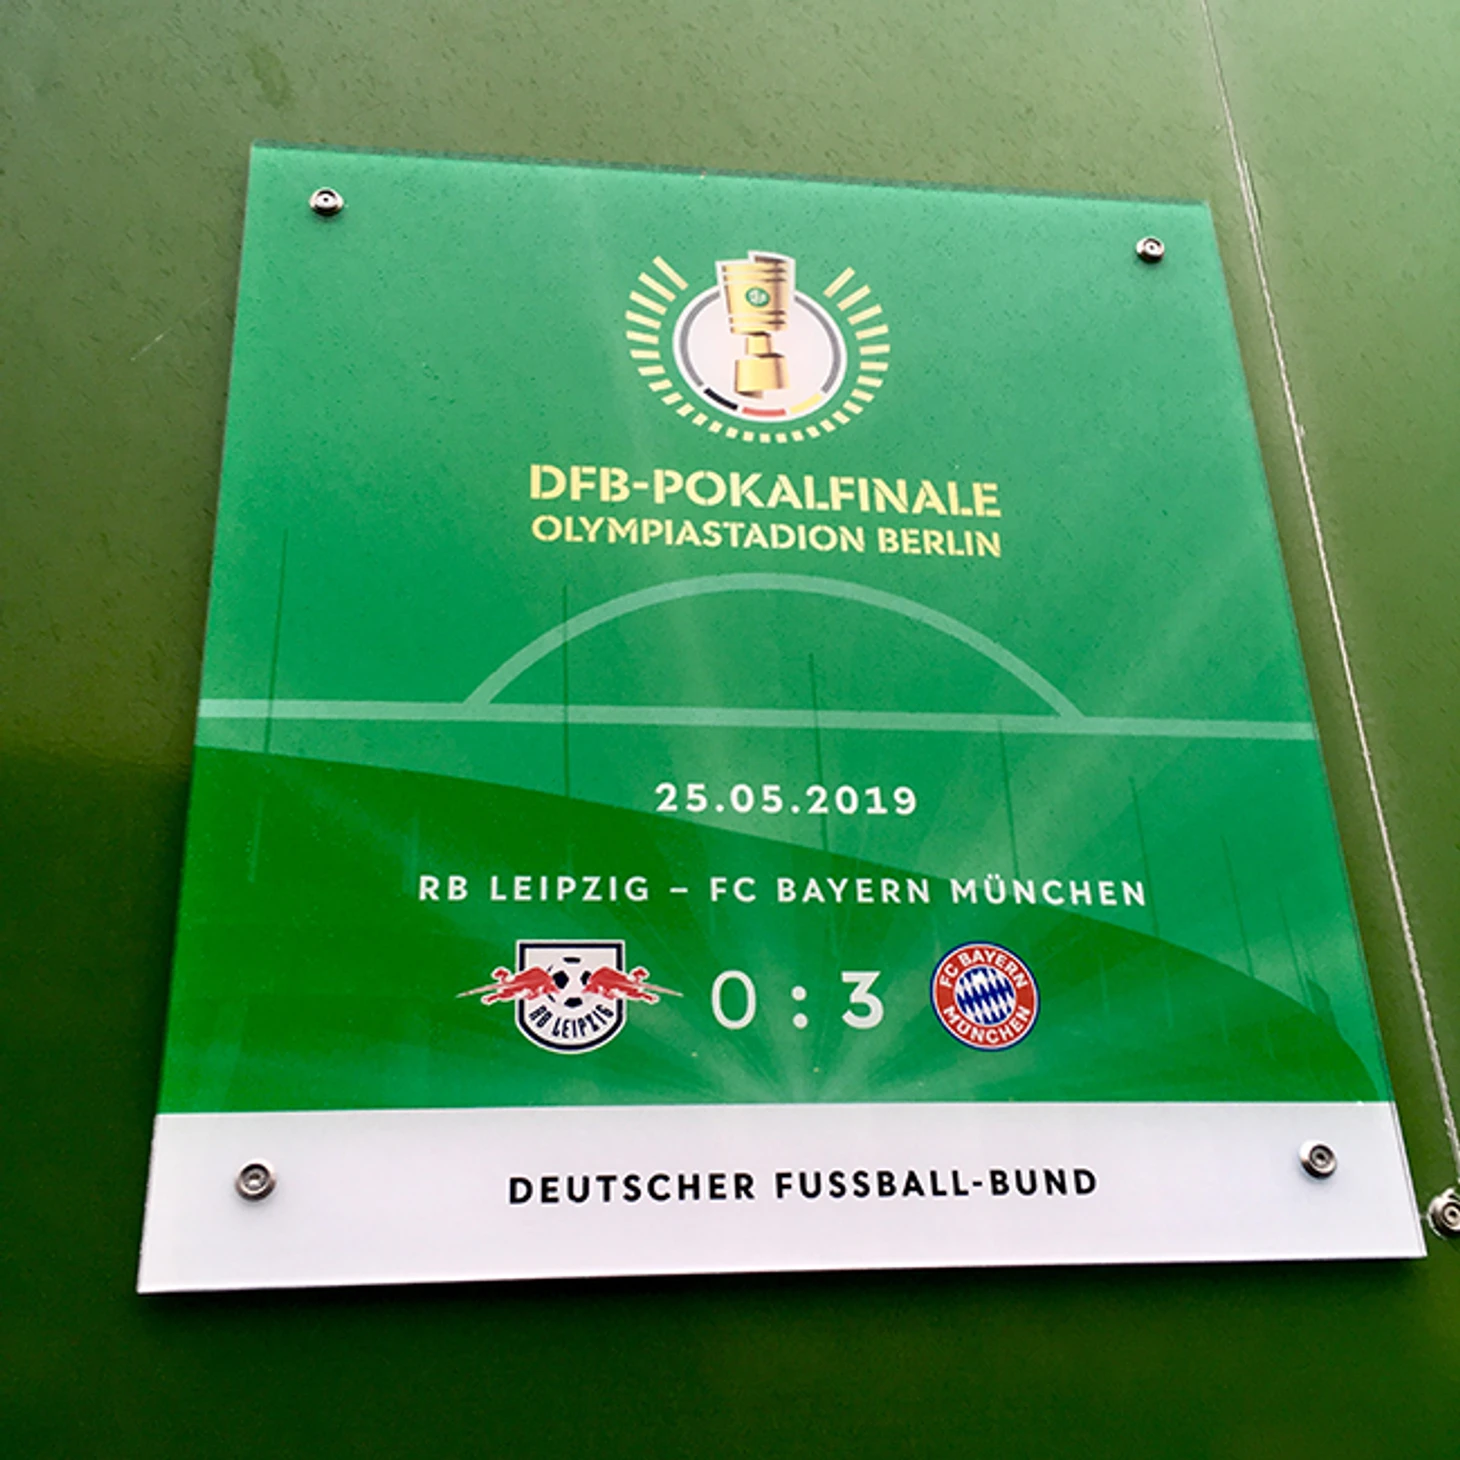 DFB-POKALFINALE
OLYMPIASTADION BERLIN
25.05.2019
RB LEIPZIG – FC BAYERN MÜNCHEN
RB LEIPZIG
0 : 3
FC BAYERN
MÜNCHEN
DEUTSCHER FUSSBALL-BUND